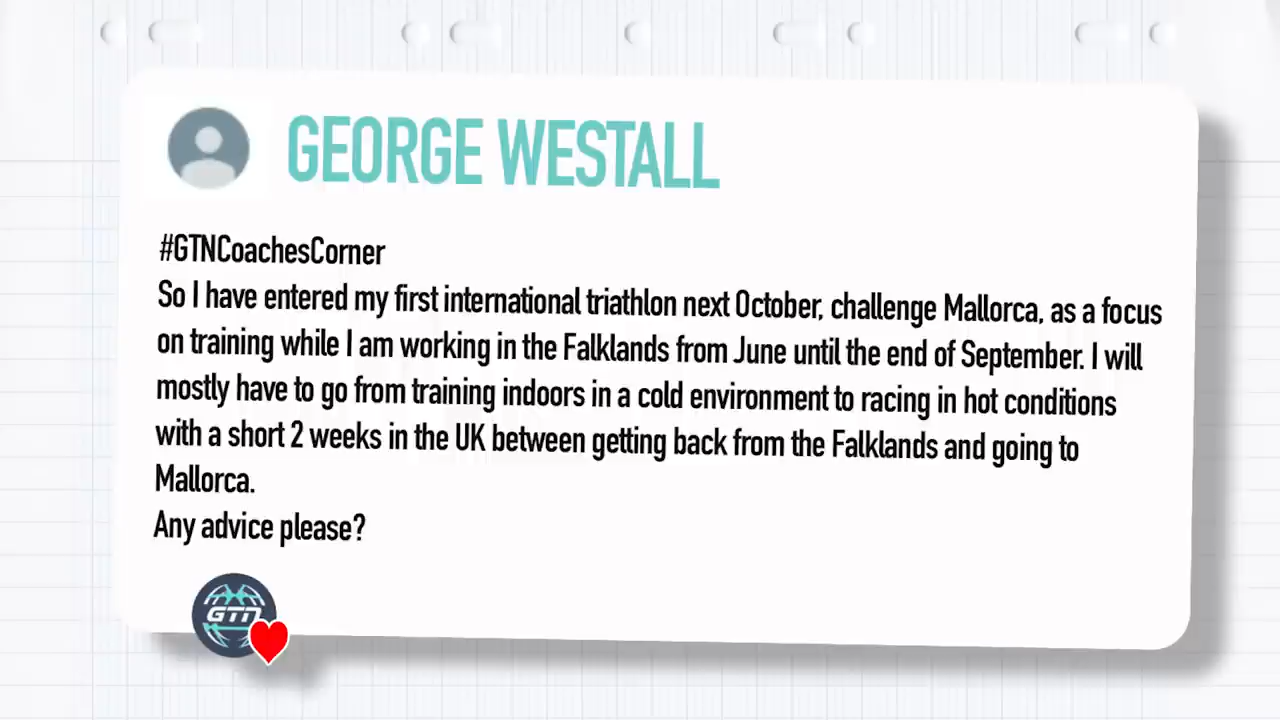 GEORGE WESTALL
#GTNCoachesCorner
So I have entered my first international triathlon next October, challenge Mallorca, as a focus
on training while I am working in the Falklands from June until the end of September. I will
mostly have to go from training indoors in a cold environment to racing in hot conditions
with a short 2 weeks in the UK between getting back from the Falklands and going to
Mallorca.
Any advice please?
GTN